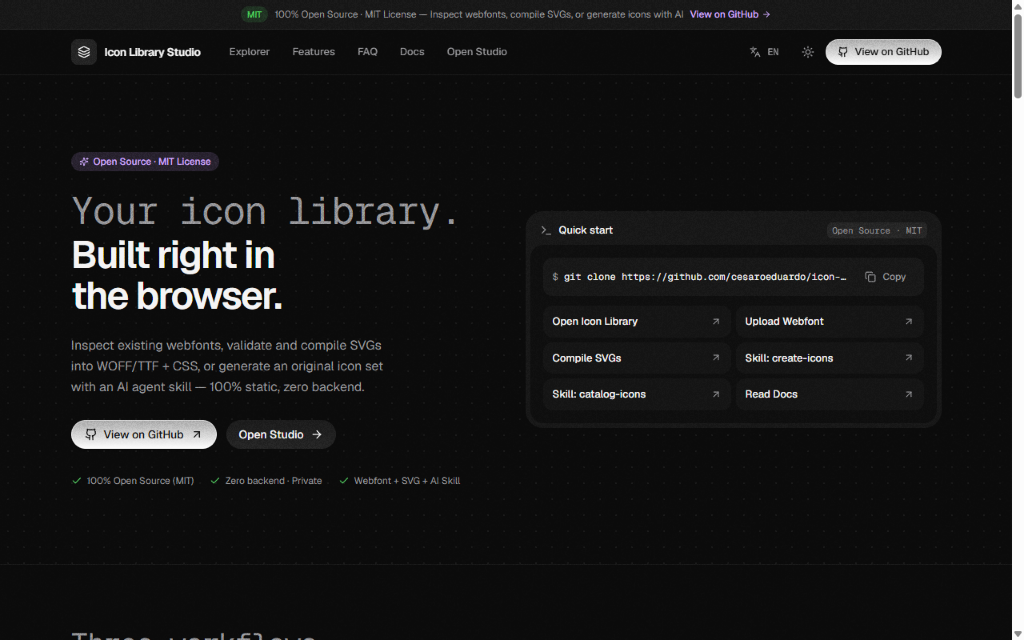 MIT 100% Open Source · MIT License — Inspect webfonts, compile SVGs, or generate icons with AI View on GitHub →
Icon Library Studio Explorer Features FAQ Docs Open Studio EN View on GitHub
Open Source · MIT License
Your icon library.
Built right in
the browser.
Inspect existing webfonts, validate and compile SVGs
into WOFF/TTF + CSS, or generate an original icon set
with an AI agent skill — 100% static, zero backend.
View on GitHub Open Studio
100% Open Source (MIT) Zero backend · Private Webfont + SVG + AI Skill
Quick start Open Source · MIT
$ git clone https://github.com/cesaroeduardo/icon-… Copy
Open Icon Library Upload Webfont
Compile SVGs Skill: create-icons
Skill: catalog-icons Read Docs
Three workflows